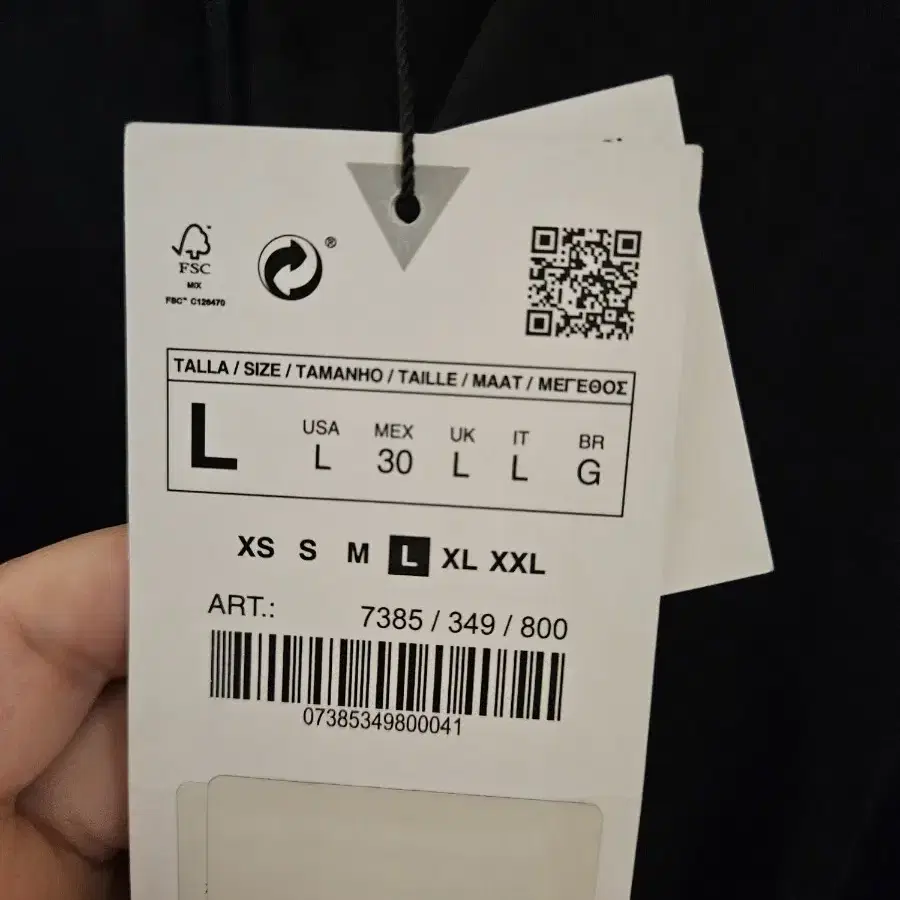 FSC
MIX
FSC™ C126470
®
TALLA / SIZE / TAMANHO / TAILLE / MAAT / ΜΕΓΕΘΟΣ
L
USA MEX UK IT BR
L 30 L L G
XS S M L XL XXL
ART.: 7385 / 349 / 800
07385349800041